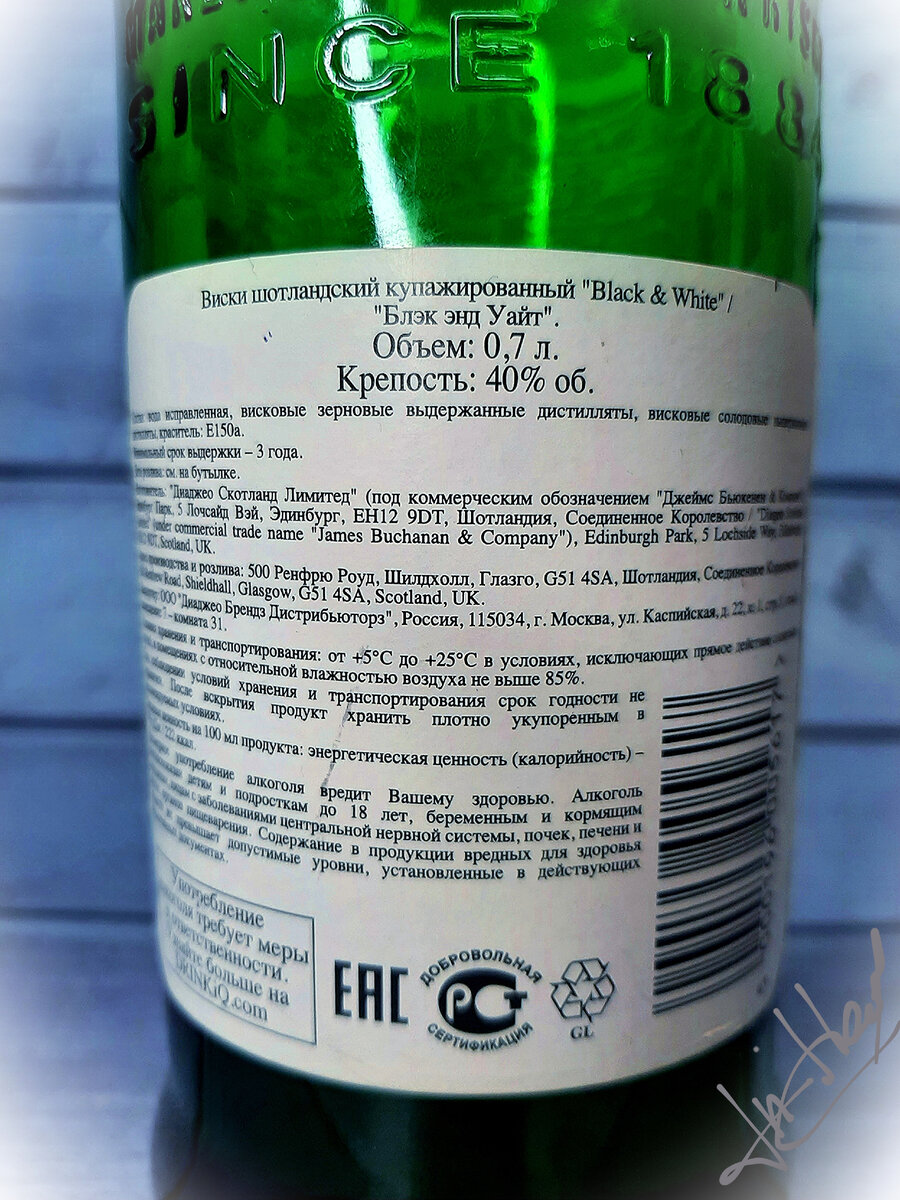 SINCE 188
Виски шотландский купажированный "Black & White" /
"Блэк энд Уайт".
Объем: 0,7 л.
Крепость: 40% об.
вода исправленная, висковые зерновые выдержанные дистилляты, висковые солодовые
краситель: Е150а.
срок выдержки – 3 года.
см. на бутылке.
"Диаджео Скотланд Лимитед" (под коммерческим обозначением "Джеймс Бьюкенен &
Парк, 5 Лочсайд Вэй, Эдинбург, EH12 9DT, Шотландия, Соединенное Королевство /
(under commercial trade name "James Buchanan & Company"), Edinburgh Park, 5 Lochside Way,
9DT, Scotland, UK.
производства и розлива: 500 Ренфрю Роуд, Шилдхолл, Глазго, G51 4SA, Шотландия, Соединенное
Road, Shieldhall, Glasgow, G51 4SA, Scotland, UK.
ООО "Диаджео Брендз Дистрибьюторз", Россия, 115034, г. Москва, ул. Каспийская, д. 22,
– комната 31.
хранения и транспортирования: от +5°С до +25°С в условиях, исключающих прямое
с относительной влажностью воздуха не выше 85%.
условий хранения и транспортирования срок годности не
После вскрытия продукт хранить плотно укупоренным в
условиях.
на 100 мл продукта: энергетическая ценность (калорийность) –
222 ккал.
употребление алкоголя вредит Вашему здоровью. Алкоголь
детям и подросткам до 18 лет, беременным и кормящим
с заболеваниями центральной нервной системы, почек, печени и
пищеварения. Содержание в продукции вредных для здоровья
превышает допустимые уровни, установленные в действующих
документах.
Употребление
требует меры
ответственности.
больше на
DRINKiQ.com
ЕАС
ДОБРОВОЛЬНАЯ
СЕРТИФИКАЦИЯ
GL